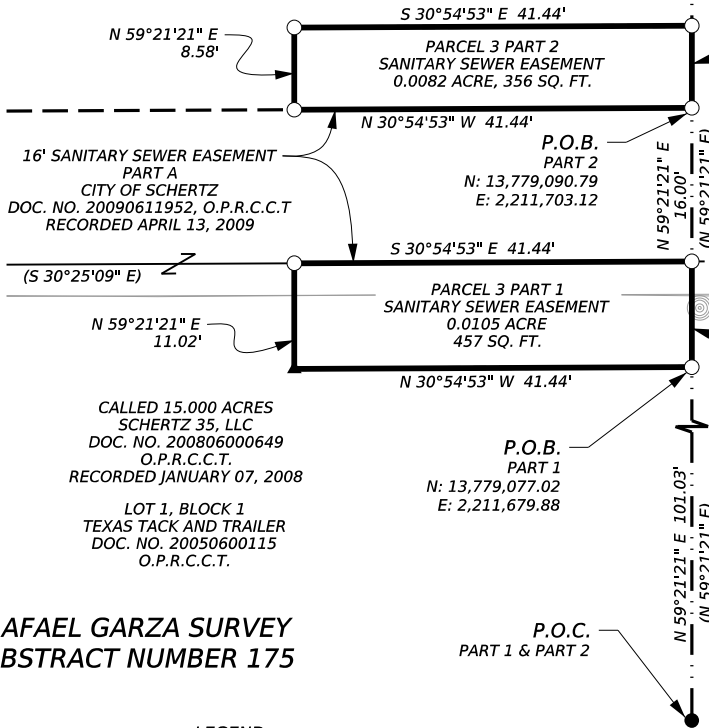 S 30°54'53" E 41.44'
N 59°21'21" E
8.58'
PARCEL 3 PART 2
SANITARY SEWER EASEMENT
0.0082 ACRE, 356 SQ. FT.
N 30°54'53" W 41.44'
P.O.B.
PART 2
N: 13,779,090.79
E: 2,211,703.12
N 59°21'21" E
16.00'
(N 59°21'21" E)
16' SANITARY SEWER EASEMENT
PART A
CITY OF SCHERTZ
DOC. NO. 20090611952, O.P.R.C.C.T
RECORDED APRIL 13, 2009
S 30°54'53" E 41.44'
(S 30°25'09" E)
PARCEL 3 PART 1
SANITARY SEWER EASEMENT
0.0105 ACRE
457 SQ. FT.
N 59°21'21" E
11.02'
N 30°54'53" W 41.44'
CALLED 15.000 ACRES
SCHERTZ 35, LLC
DOC. NO. 200806000649
O.P.R.C.C.T.
RECORDED JANUARY 07, 2008
LOT 1, BLOCK 1
TEXAS TACK AND TRAILER
DOC. NO. 20050600115
O.P.R.C.C.T.
P.O.B.
PART 1
N: 13,779,077.02
E: 2,211,679.88
N 59°21'21" E 101.03'
(N 59°21'21" E)
AFAEL GARZA SURVEY
BSTRACT NUMBER 175
P.O.C.
PART 1 & PART 2
LEGEND